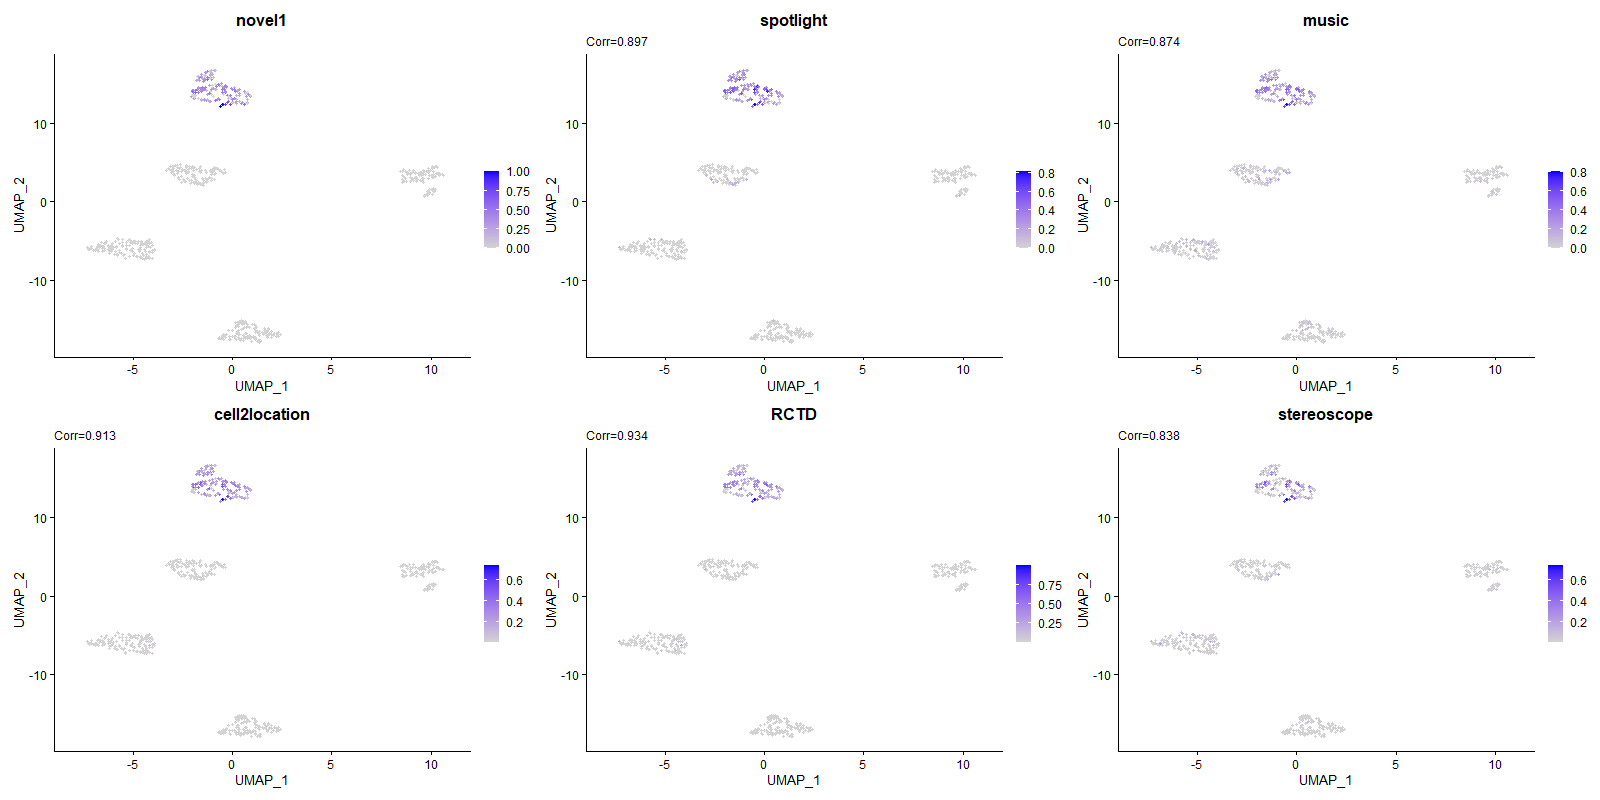 novel1
UMAP_2
10
0
-10
-5
0
5
10
UMAP_1
1.00
0.75
0.50
0.25
0.00
spotlight
Corr=0.897
UMAP_2
10
0
-10
-5
0
5
10
UMAP_1
0.8
0.6
0.4
0.2
0.0
music
Corr=0.874
UMAP_2
10
0
-10
-5
0
5
10
UMAP_1
0.8
0.6
0.4
0.2
0.0
cell2location
Corr=0.913
UMAP_2
10
0
-10
-5
0
5
10
UMAP_1
0.6
0.4
0.2
RCTD
Corr=0.934
UMAP_2
10
0
-10
-5
0
5
10
UMAP_1
0.75
0.50
0.25
stereoscope
Corr=0.838
UMAP_2
10
0
-10
-5
0
5
10
UMAP_1
0.6
0.4
0.2